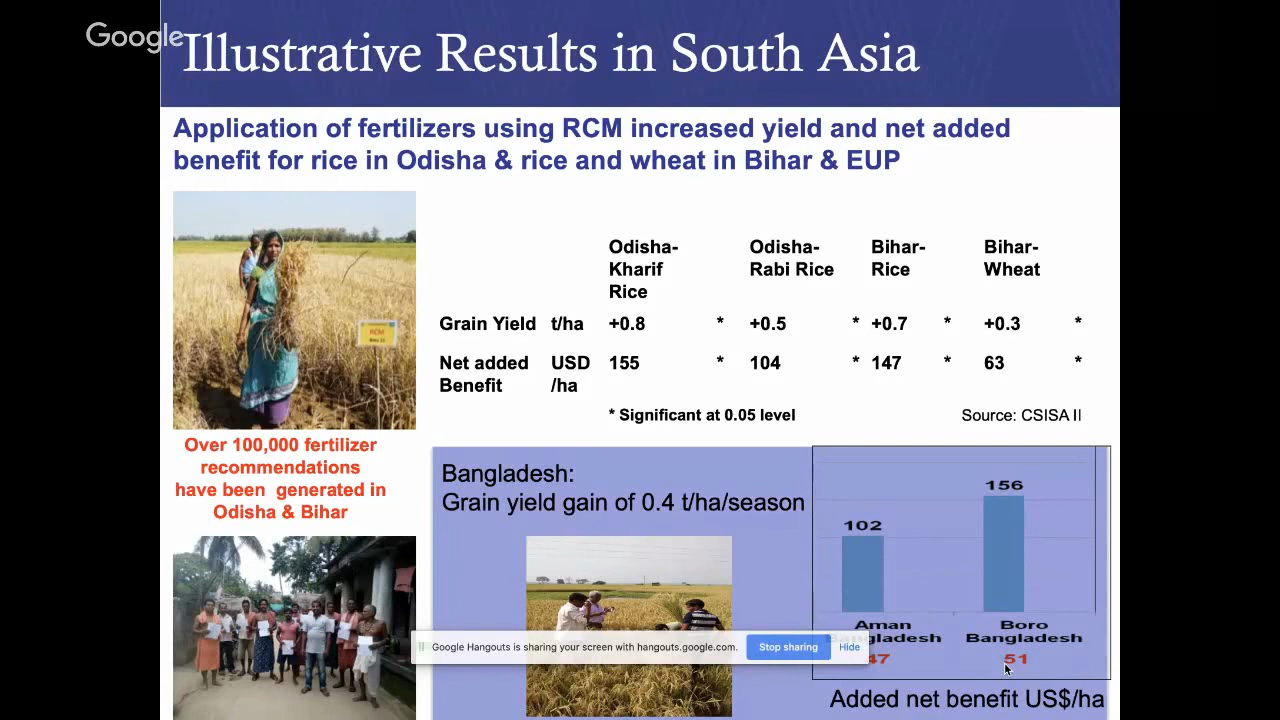 Google
Illustrative Results in South Asia
Application of fertilizers using RCM increased yield and net added
benefit for rice in Odisha & rice and wheat in Bihar & EUP
RCM
Odisha-
Kharif
Rice
Odisha-
Rabi Rice
Bihar-
Rice
Bihar-
Wheat
Grain Yield t/ha +0.8 * +0.5 * +0.7 * +0.3 *
Net added USD 155 * 104 * 147 * 63 *
Benefit /ha
* Significant at 0.05 level Source: CSISA II
Over 100,000 fertilizer
recommendations
have been generated in
Odisha & Bihar
Bangladesh:
Grain yield gain of 0.4 t/ha/season
102
156
Aman
Bangladesh
47
Boro
Bangladesh
51
Google Hangouts is sharing your screen with hangouts.google.com. Stop sharing Hide
Added net benefit US$/ha